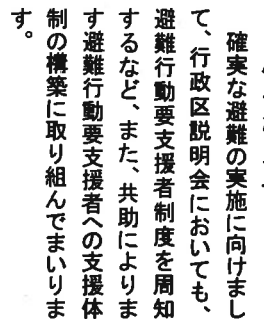 確実な避難の実施に向けまし
て、行政区説明会においても、
避難行動要支援者制度を周知
するなど、また、共助によりま
す避難行動要支援者への支援体
制の構築に取り組んでまいりま
す。